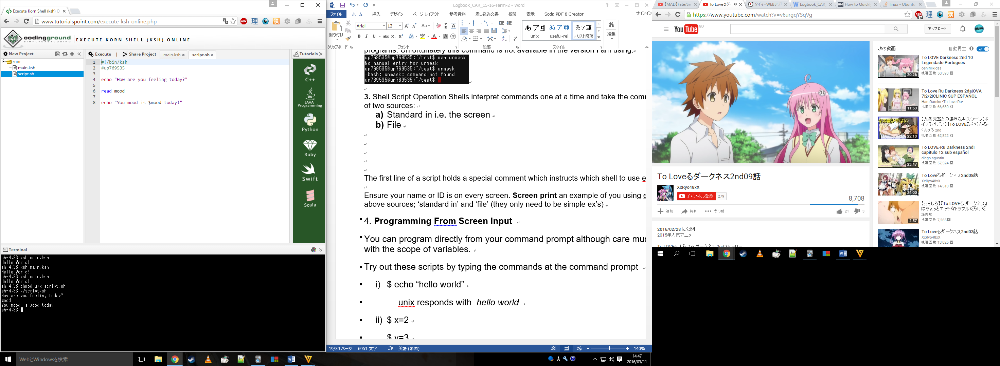 Execute Korn Shell (ksh) O
www.tutorialspoint.com/execute_ksh_online.php
codingground
SIMPLYEASYCODING
EXECUTE KORN SHELL (KSH) ONLINE
New Project
root
main.ksh
script.sh
Execute | Share Project
main.ksh
script.sh
Tutorials
1 #!/bin/ksh
2 #up769535
3
4 echo "How are you feeling today?"
5
6 read mood
7
8 echo "You mood is $mood today!"
C++
JAVA
Programming
Python
Ruby
Swift
Scala
Terminal
sh-4.3$ ksh main.ksh
Hello World!
sh-4.3$ ksh main.ksh
Hello World!
sh-4.3$ ksh main.ksh
Hello World!
sh-4.3$ chmod u+x script.sh
sh-4.3$ ./script.sh
How are you feeling today?
good
You mood is good today!
sh-4.3$
WebとWindowsを検索
Logbook_CAR_15-16-Term-2 - Word
ファイル ホーム 挿入 デザイン ページ レイアウト 参考資料 差し込み文書 校閲 表示 Soda PDF 8 Creator サインイン
Arial 12
貼り付け
クリップボード フォント 段落 スタイル
unix useful-rel リスト段落
編集
programs. Unfortunately this command is not available in the version I am using.
up769535@up769535:~/test$ man unmask
No manual entry for unmask
up769535@up769535:~/test$ unmask
-bash: unmask: command not found
up769535@up769535:~/test$
3. Shell Script Operation Shells interpret commands one at a time and take the comm
of two sources:
a) Standard in i.e. the screen
b) File
The first line of a script holds a special comment which instructs which shell to use e
Ensure your name or ID is on every screen. Screen print an example of you using e
above sources; ‘standard in’ and ‘file’ (they only need to be simple ex’s)
4. Programming From Screen Input
You can program directly from your command prompt although care mus
with the scope of variables.
Try out these scripts by typing the commands at the command prompt
i) $ echo “hello world”
unix responds with hello world
ii) $ x=2
$ y=3
19/39 ページ 6951 文字 英語 (米国) 140%
14:47
2016/03/11
【MAD】Fate/Se
To Loveるダー
タイマーWEBアプ
Logbook_CAR
How to Quickly
linux - Ubuntu
https://www.youtube.com/watch?v=v6urgqYSqVg
YouTube GB
アップロード
To Loveるダークネス2nd09話
XxRyo48xX
チャンネル登録 279
8,708
追加 共有 その他 21 3
2016/02/28 に公開
2015年人気アニメ
To LOVEる とらぶる ダークネス 2ndストーリー
次の動画 自動再生
To LOVE Darkness 2nd 10
Legendado Português
osnifilikidss
視聴回数 50,593 回
20:26
To Love Ru Darkness 2da|OVA
7|2/2|CLINIC SUP ESPAÑOL
HaruDarcks •To Love Ru•
視聴回数 66,680 回
11:53
【九条先輩との濃厚なキスシーン(ボ
イスもすごい)】To LOVEる-とらぶる-
くんひろ 2nd
視聴回数 62,822 回
22:10
To LOVE-Ru Darkness 2nd!
capitulo 12 sub español
diego agustin
視聴回数 57,524 回
23:47
To Loveるダークネス2nd08話
XxRyo48xX
視聴回数 14,510 回
24:00
【おもしろ】『To LOVEる ダークネス』
はちょっとエッチなトラブルだらけだ
爆笑屋
視聴回数 7,265 回
2:57
To Loveるダークネス2nd03話
XxRyo48xX
視聴回数 13,025 回